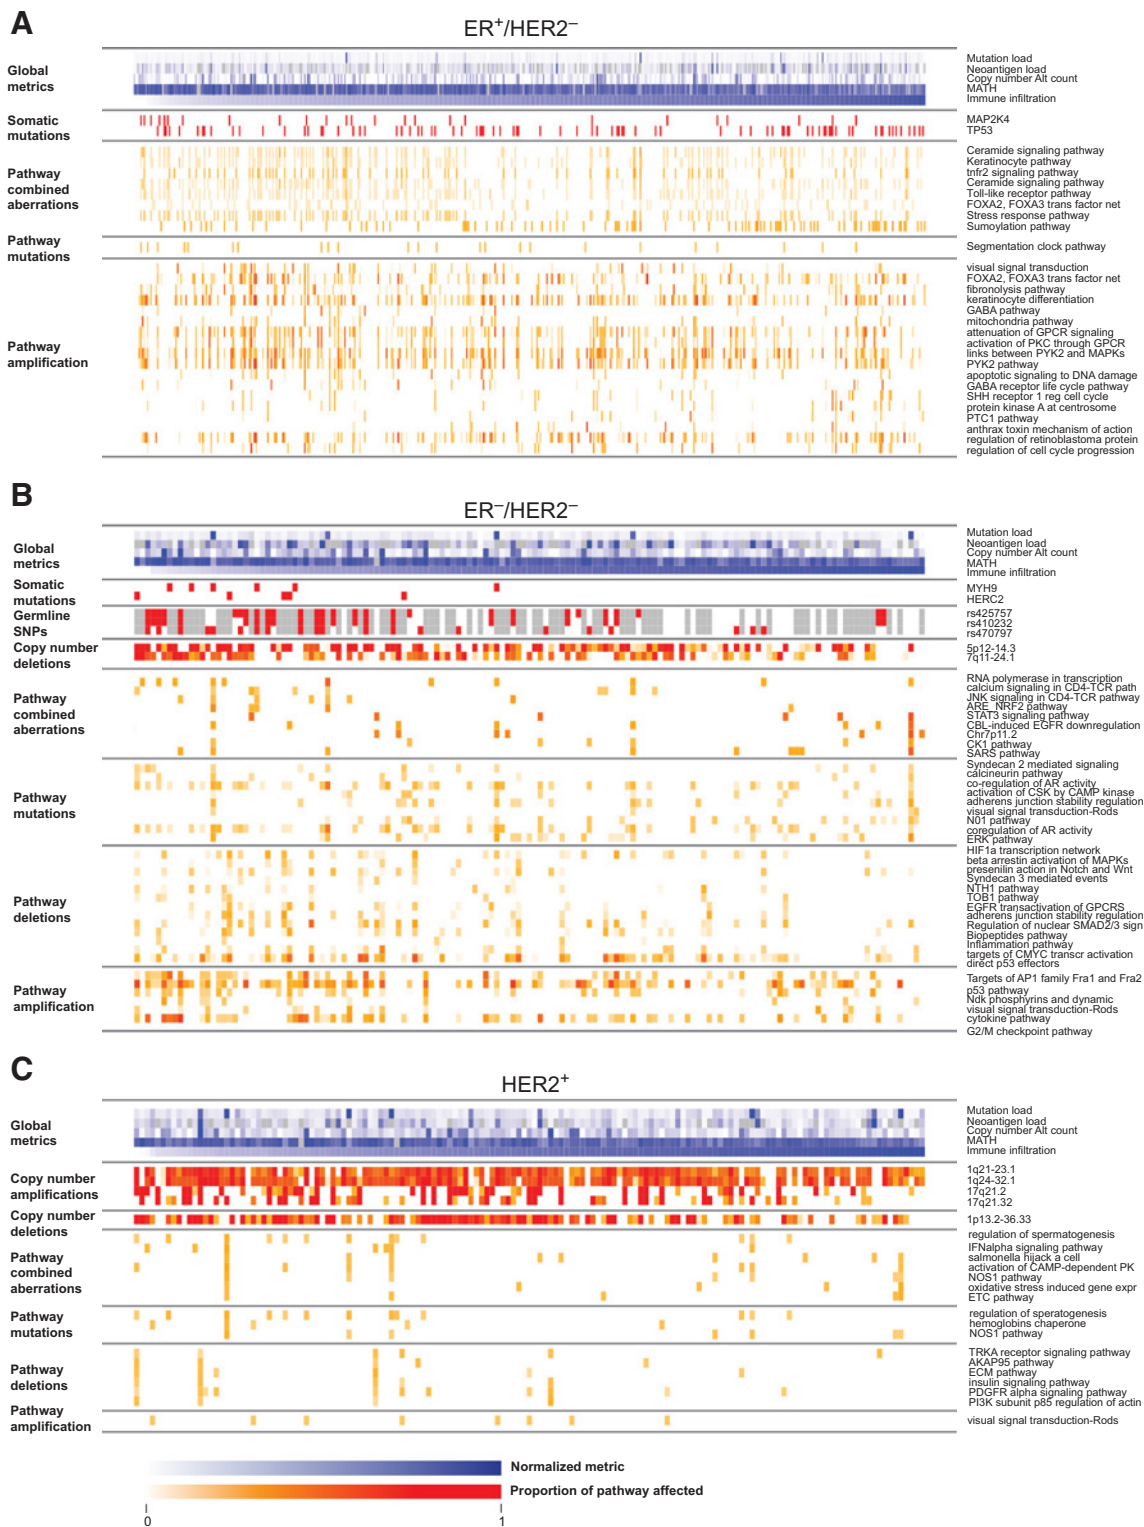 A
ER+/HER2–
Global
metrics
Mutation load
Neoantigen load
Copy number Alt count
MATH
Immune infiltration
Somatic
mutations
MAP2K4
TP53
Pathway
combined
aberrations
Ceramide signaling pathway
Keratinocyte pathway
tnfr2 signaling pathway
Ceramide signaling pathway
Toll-like receptor pathway
FOXA2, FOXA3 trans factor net
Stress response pathway
Sumoylation pathway
Pathway
mutations
Segmentation clock pathway
Pathway
amplification
visual signal transduction
FOXA2, FOXA3 trans factor net
fibronolysis pathway
keratinocyte differentiation
GABA pathway
mitochondria pathway
attenuation of GPCR signaling
activation of PKC through GPCR
links between PYK2 and MAPKs
PYK2 pathway
apoptotic signaling to DNA damage
GABA receptor life cycle pathway
SHH receptor 1 reg cell cycle
protein kinase A at centrosome
PTC1 pathway
anthrax toxin mechanism of action
regulation of retinoblastoma protein
regulation of cell cycle progression
B
ER–/HER2–
Global
metrics
Mutation load
Neoantigen load
Copy number Alt count
MATH
Immune infiltration
Somatic
mutations
MYH9
HERC2
Germline
SNPs
rs425757
rs410232
rs470797
Copy number
deletions
5p12-14.3
7q11-24.1
Pathway
combined
aberrations
RNA polymerase in transcription
calcium signaling in CD4-TCR path
JNK signaling in CD4-TCR pathway
ARE_NRF2 pathway
STAT3 signaling pathway
CBL-induced EGFR downregulation
Chr7p11.2
CK1 pathway
SARS pathway
Pathway
mutations
Syndecan 2 mediated signaling
calcineurin pathway
co-regulation of AR activity
activation of CSK by CAMP kinase
adherens junction stability regulation
visual signal transduction-Rods
N01 pathway
coregulation of AR activity
ERK pathway
Pathway
deletions
HIF1a transcription network
beta arrestin activation of MAPKs
presenilin action in Notch and Wnt
Syndecan 3 mediated events
NTH1 pathway
TOB1 pathway
EGFR transactivation of GPCRS
adherens junction stability regulation
Regulation of nuclear SMAD2/3 sign
Biopeptides pathway
Inflammation pathway
targets of CMYC transcr activation
direct p53 effectors
Pathway
amplification
Targets of AP1 family Fra1 and Fra2
p53 pathway
Ndk phosphyrins and dynamic
visual signal transduction-Rods
cytokine pathway
G2/M checkpoint pathway
C
HER2+
Global
metrics
Mutation load
Neoantigen load
Copy number Alt count
MATH
Immune infiltration
Copy number
amplifications
1q21-23.1
1q24-32.1
17q21.2
17q21.32
Copy number
deletions
1p13.2-36.33
Pathway
combined
aberrations
regulation of spermatogenesis
IFNalpha signaling pathway
salmonella hijack a cell
activation of CAMP-dependent PK
NOS1 pathway
oxidative stress induced gene expr
ETC pathway
Pathway
mutations
regulation of speratogenesis
hemoglobins chaperone
NOS1 pathway
Pathway
deletions
TRKA receptor signaling pathway
AKAP95 pathway
ECM pathway
insulin signaling pathway
PDGFR alpha signaling pathway
PI3K subunit p85 regulation of actin
Pathway
amplification
visual signal transduction-Rods
Normalized metric
Proportion of pathway affected
0
1